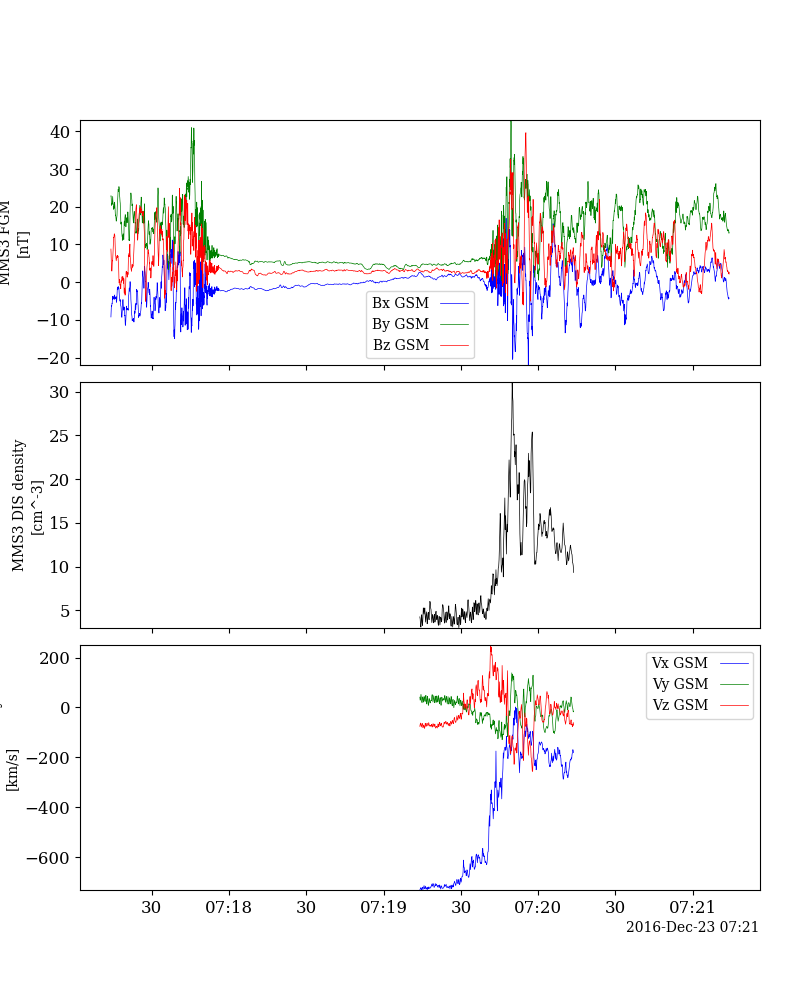 MMS3 FGM
[nT]
40
30
20
10
0
−10
−20
Bx GSM
By GSM
Bz GSM
MMS3 DIS density
[cm^-3]
30
25
20
15
10
5
[km/s]
200
0
−200
−400
−600
Vx GSM
Vy GSM
Vz GSM
30 07:18 30 07:19 30 07:20 30 07:21
2016-Dec-23 07:21